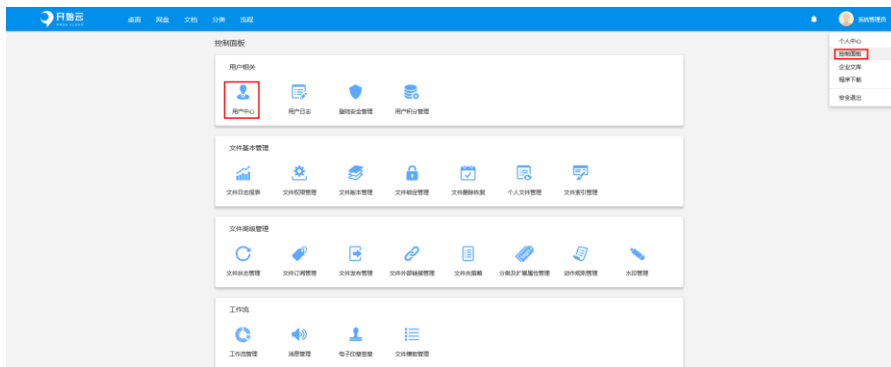 开始云
桌面 网盘 文档 分类 流程
系统管理员
个人中心
控制面板
企业文库
程序下载
安全退出
控制面板
用户相关
用户中心 用户日志 登陆安全管理 用户积分管理
文件基本管理
文件日志报表 文件权限管理 文件版本管理 文件锁定管理 文件删除恢复 个人文件管理 文件索引管理
文件高级管理
文件状态管理 文件订阅管理 文件发布管理 文件外部链接管理 文件夹策略 分类及扩展属性管理 动作规则管理 水印管理
工作流
工作流管理 消息管理 电子印章签章 文件模板管理